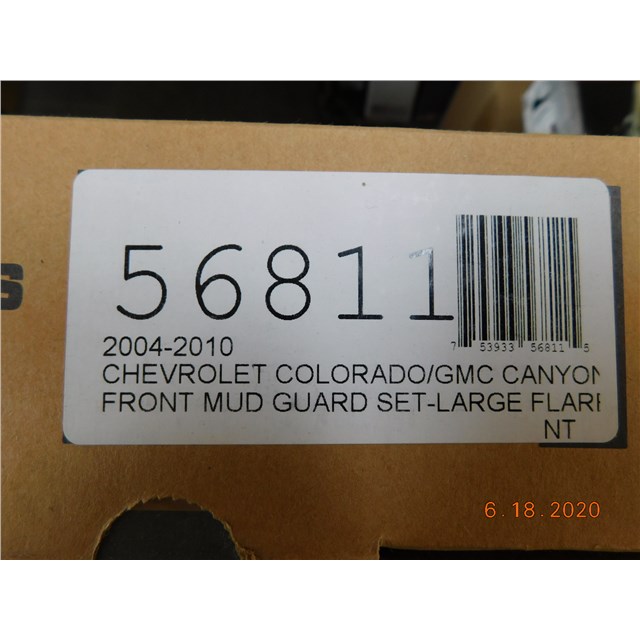 S
56811
7 53933 56811 5
2004-2010
CHEVROLET COLORADO/GMC CANYON
FRONT MUD GUARD SET-LARGE FLAR
NT
6.18.2020